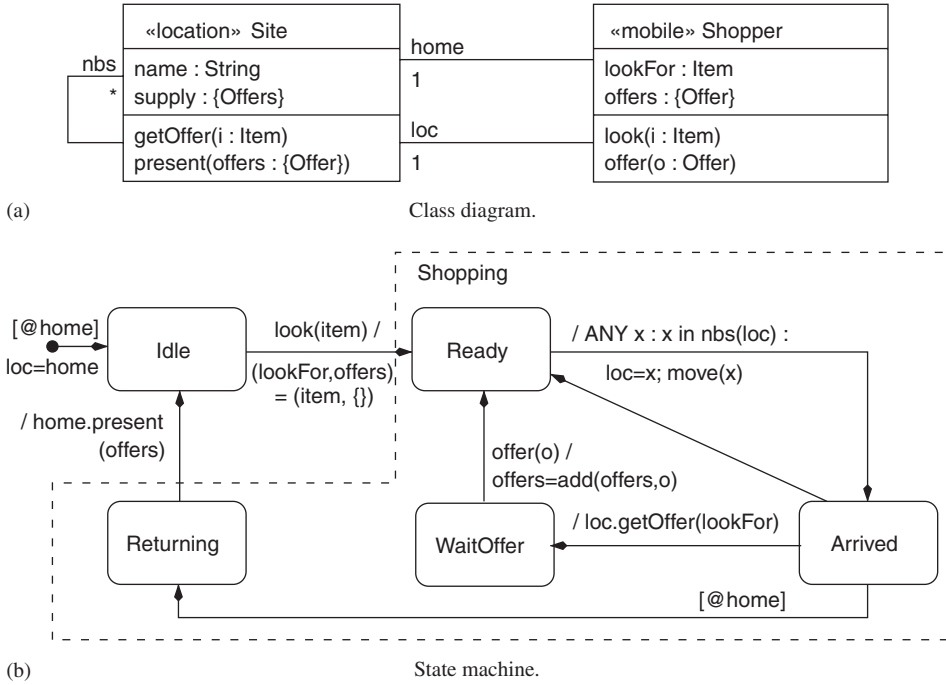 «location» Site
name : String
supply : {Offers}
getOffer(i : Item)
present(offers : {Offer})
nbs
*
home
1
loc
1
«mobile» Shopper
lookFor : Item
offers : {Offer}
look(i : Item)
offer(o : Offer)
(a)
Class diagram.
Shopping
[@home]
loc=home
Idle
look(item) /
(lookFor,offers)
= (item, {})
Ready
/ ANY x : x in nbs(loc) :
loc=x; move(x)
/ home.present
(offers)
offer(o) /
offers=add(offers,o)
Returning
WaitOffer
/ loc.getOffer(lookFor)
Arrived
[@home]
(b)
State machine.